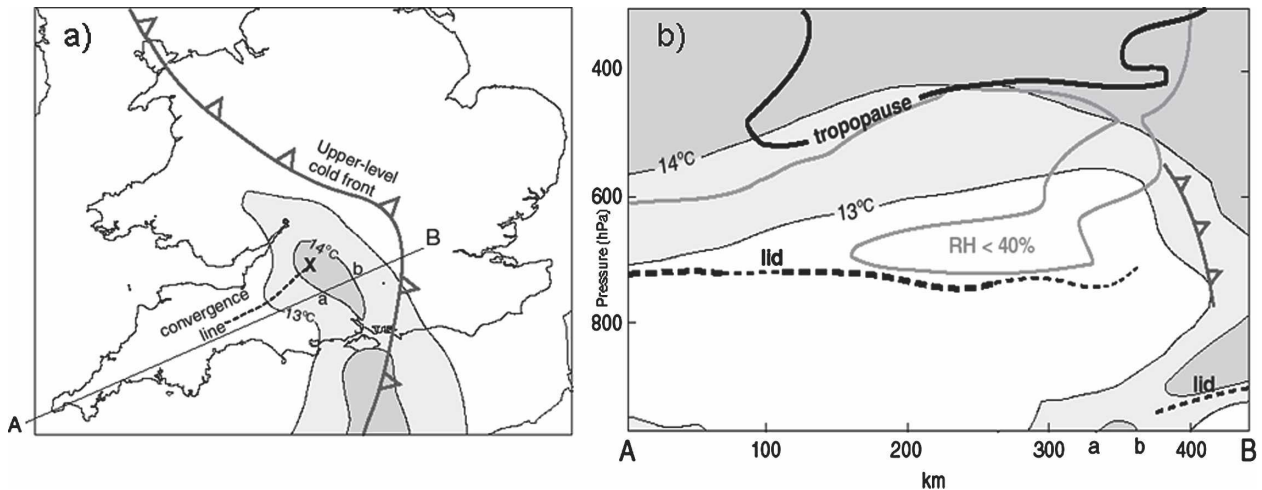 a)
Upper-level
cold front
B
14°C
X
b
a
convergence
line
13°C
A
b)
400
tropopause
14°C
600
13°C
Pressure (hPa)
RH < 40%
lid
800
lid
A 100 200 300 a b 400 B
km